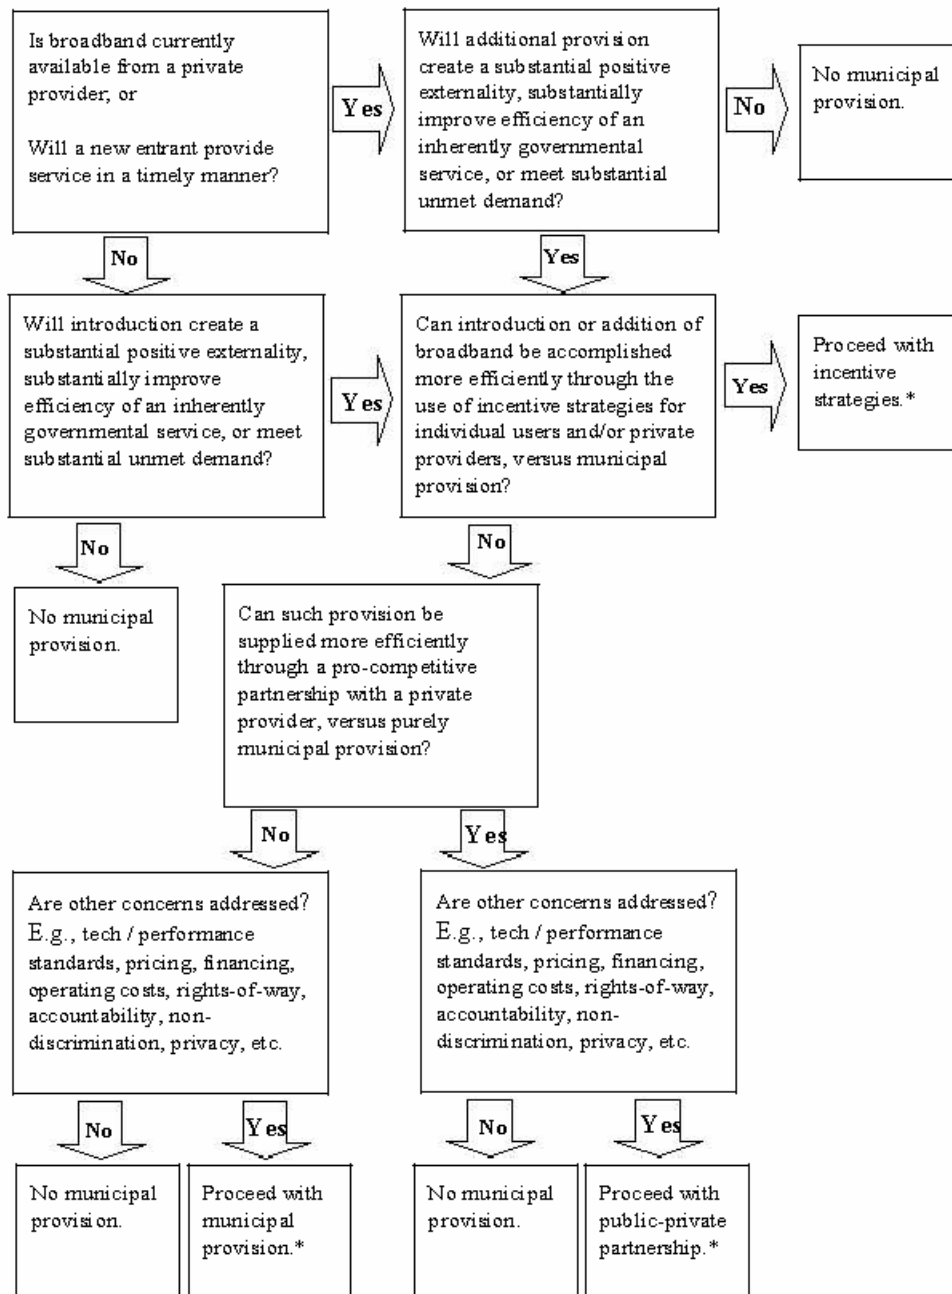 Is broadband currently
available from a private
provider; or
Will a new entrant provide
service in a timely manner?
Yes
Will additional provision
create a substantial positive
externality, substantially
improve efficiency of an
inherently governmental
service, or meet substantial
unmet demand?
No
No municipal
provision.
No
Yes
Will introduction create a
substantial positive externality,
substantially improve
efficiency of an inherently
governmental service, or meet
substantial unmet demand?
Yes
Can introduction or addition of
broadband be accomplished
more efficiently through the
use of incentive strategies for
individual users and/or private
providers, versus municipal
provision?
Yes
Proceed with
incentive
strategies.*
No
No
No municipal
provision.
Can such provision be
supplied more efficiently
through a pro-competitive
partnership with a private
provider, versus purely
municipal provision?
No
Yes
Are other concerns addressed?
E.g., tech / performance
standards, pricing, financing,
operating costs, rights-of-way,
accountability, non-
discrimination, privacy, etc.
Are other concerns addressed?
E.g., tech / performance
standards, pricing, financing,
operating costs, rights-of-way,
accountability, non-
discrimination, privacy, etc.
No
Yes
No
Yes
No municipal
provision.
Proceed with
municipal
provision.*
No municipal
provision.
Proceed with
public-private
partnership.*